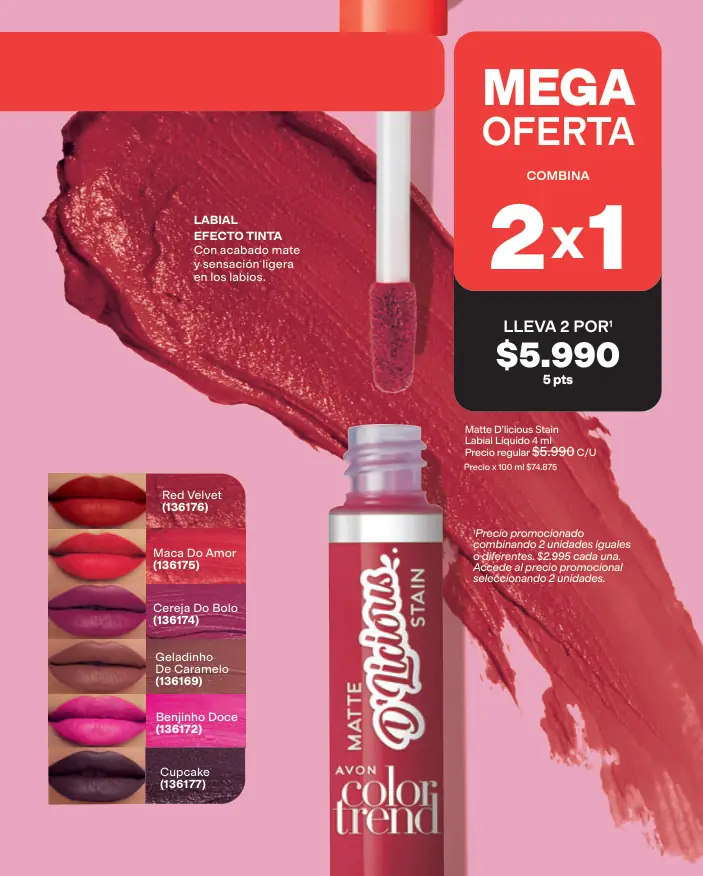 MEGA
OFERTA
COMBINA
2x1
LLEVA 2 POR¹
$5.990
5 pts
LABIAL
EFECTO TINTA
Con acabado mate
y sensación ligera
en los labios.
Matte D'licious Stain
Labial Líquido 4 ml
Precio regular $5.990 C/U
Precio x 100 ml $74.875
¹Precio promocionado
combinando 2 unidades iguales
o diferentes. $2.995 cada una.
Accede al precio promocional
seleccionando 2 unidades.
Red Velvet
(136176)
Maca Do Amor
(136175)
Cereja Do Bolo
(136174)
Geladinho
De Caramelo
(136169)
Benjinho Doce
(136172)
Cupcake
(136177)
MATTE
D'Licious
STAIN
AVON
color
trend